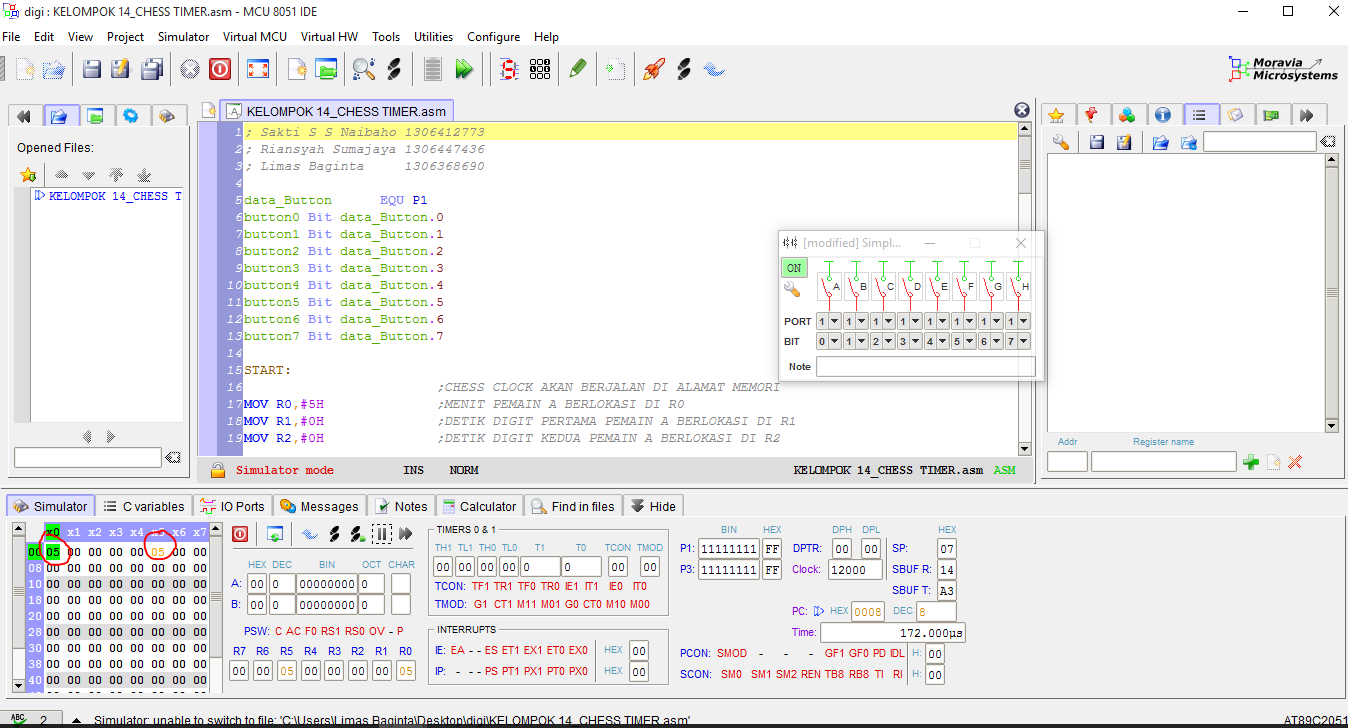 digi : KELOMPOK 14_CHESS TIMER.asm - MCU 8051 IDE
File Edit View Project Simulator Virtual MCU Virtual HW Tools Utilities Configure Help
Moravia
Microsystems
Opened Files:
KELOMPOK 14_CHESS T
KELOMPOK 14_CHESS TIMER.asm
1 ; Sakti S S Naibaho 1306412773
2 ; Riansyah Sumajaya 1306447436
3 ; Limas Baginta 1306368690
4
5 data_Button EQU P1
6 button0 Bit data_Button.0
7 button1 Bit data_Button.1
8 button2 Bit data_Button.2
9 button3 Bit data_Button.3
10 button4 Bit data_Button.4
11 button5 Bit data_Button.5
12 button6 Bit data_Button.6
13 button7 Bit data_Button.7
14
15 START:
16 ;CHESS CLOCK AKAN BERJALAN DI ALAMAT MEMORI
17 MOV R0,#5H ;MENIT PEMAIN A BERLOKASI DI R0
18 MOV R1,#0H ;DETIK DIGIT PERTAMA PEMAIN A BERLOKASI DI R1
19 MOV R2,#0H ;DETIK DIGIT KEDUA PEMAIN A BERLOKASI DI R2
Simulator mode INS NORM KELOMPOK 14_CHESS TIMER.asm ASM
[modified] Simpl...
ON
A B C D E F G H
PORT 1 1 1 1 1 1 1 1
BIT 0 1 2 3 4 5 6 7
Note
Addr Register name
Simulator C variables IO Ports Messages Notes Calculator Find in files Hide
x0 x1 x2 x3 x4 x5 x6 x7
00 05 00 00 00 00 05 00 00
08 00 00 00 00 00 00 00 00
10 00 00 00 00 00 00 00 00
18 00 00 00 00 00 00 00 00
20 00 00 00 00 00 00 00 00
28 00 00 00 00 00 00 00 00
30 00 00 00 00 00 00 00 00
38 00 00 00 00 00 00 00 00
40 00 00 00 00 00 00 00 00
HEX DEC BIN OCT CHAR
A: 00 0 00000000 0
B: 00 0 00000000 0
PSW: C AC F0 RS1 RS0 OV - P
R7 R6 R5 R4 R3 R2 R1 R0
00 00 05 00 00 00 00 05
TIMERS 0 & 1
TH1 TL1 TH0 TL0 T1 T0 TCON TMOD
00 00 00 00 0 0 00 00
TCON: TF1 TR1 TF0 TR0 IE1 IT1 IE0 IT0
TMOD: G1 CT1 M11 M01 G0 CT0 M10 M00
INTERRUPTS
IE: EA - - ES ET1 EX1 ET0 EX0 HEX 00
IP: - - - PS PT1 PX1 PT0 PX0 HEX 00
BIN HEX
P1: 11111111 FF
P3: 11111111 FF
DPH DPL HEX
DPTR: 00 00 SP: 07
Clock: 12000 SBUF R: 14
SBUF T: A3
PC: HEX 0008 DEC 8
Time: 172.000µs
PCON: SMOD - - - GF1 GF0 PD IDL H: 00
SCON: SM0 SM1 SM2 REN TB8 RB8 TI RI H: 00
ABC 2 Simulator: unable to switch to file: 'C:\Users\Limas Baginta\Desktop\digi\KELOMPOK 14_CHESS TIMER.asm' AT89C2051